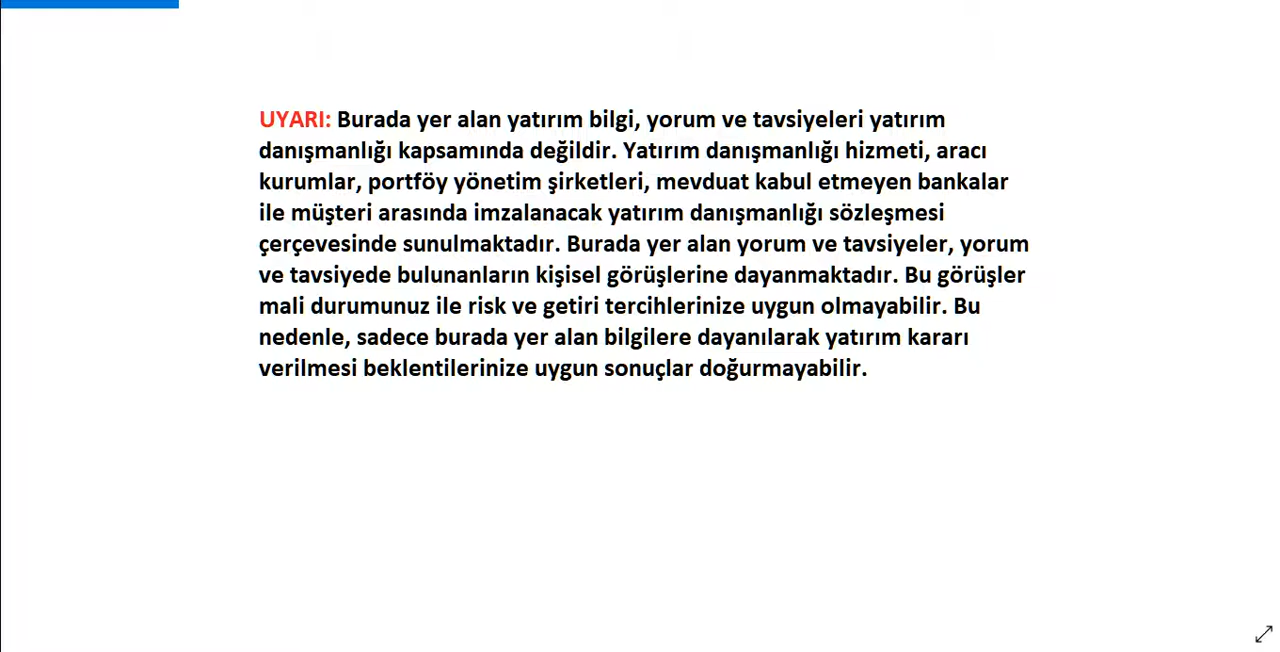 UYARI: Burada yer alan yatırım bilgi, yorum ve tavsiyeleri yatırım
danışmanlığı kapsamında değildir. Yatırım danışmanlığı hizmeti, aracı
kurumlar, portföy yönetim şirketleri, mevduat kabul etmeyen bankalar
ile müşteri arasında imzalanacak yatırım danışmanlığı sözleşmesi
çerçevesinde sunulmaktadır. Burada yer alan yorum ve tavsiyeler, yorum
ve tavsiyede bulunanların kişisel görüşlerine dayanmaktadır. Bu görüşler
mali durumunuz ile risk ve getiri tercihlerinize uygun olmayabilir. Bu
nedenle, sadece burada yer alan bilgilere dayanılarak yatırım kararı
verilmesi beklentilerinize uygun sonuçlar doğurmayabilir.